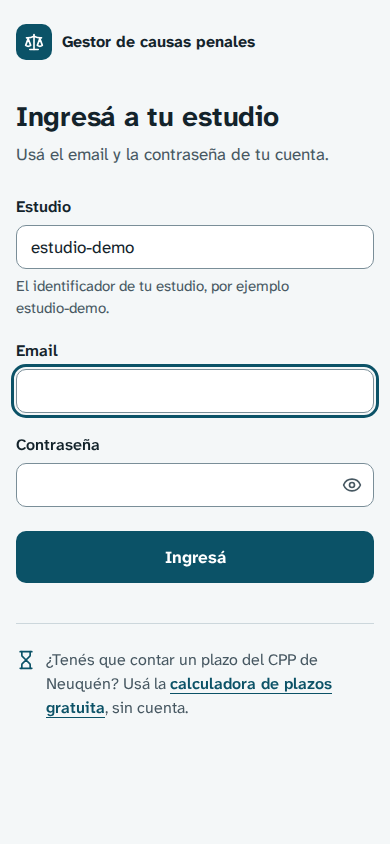 Gestor de causas penales
Ingresá a tu estudio
Usá el email y la contraseña de tu cuenta.
Estudio
estudio-demo
El identificador de tu estudio, por ejemplo
estudio-demo.
Email
Contraseña
Ingresá
¿Tenés que contar un plazo del CPP de
Neuquén? Usá la calculadora de plazos
gratuita, sin cuenta.